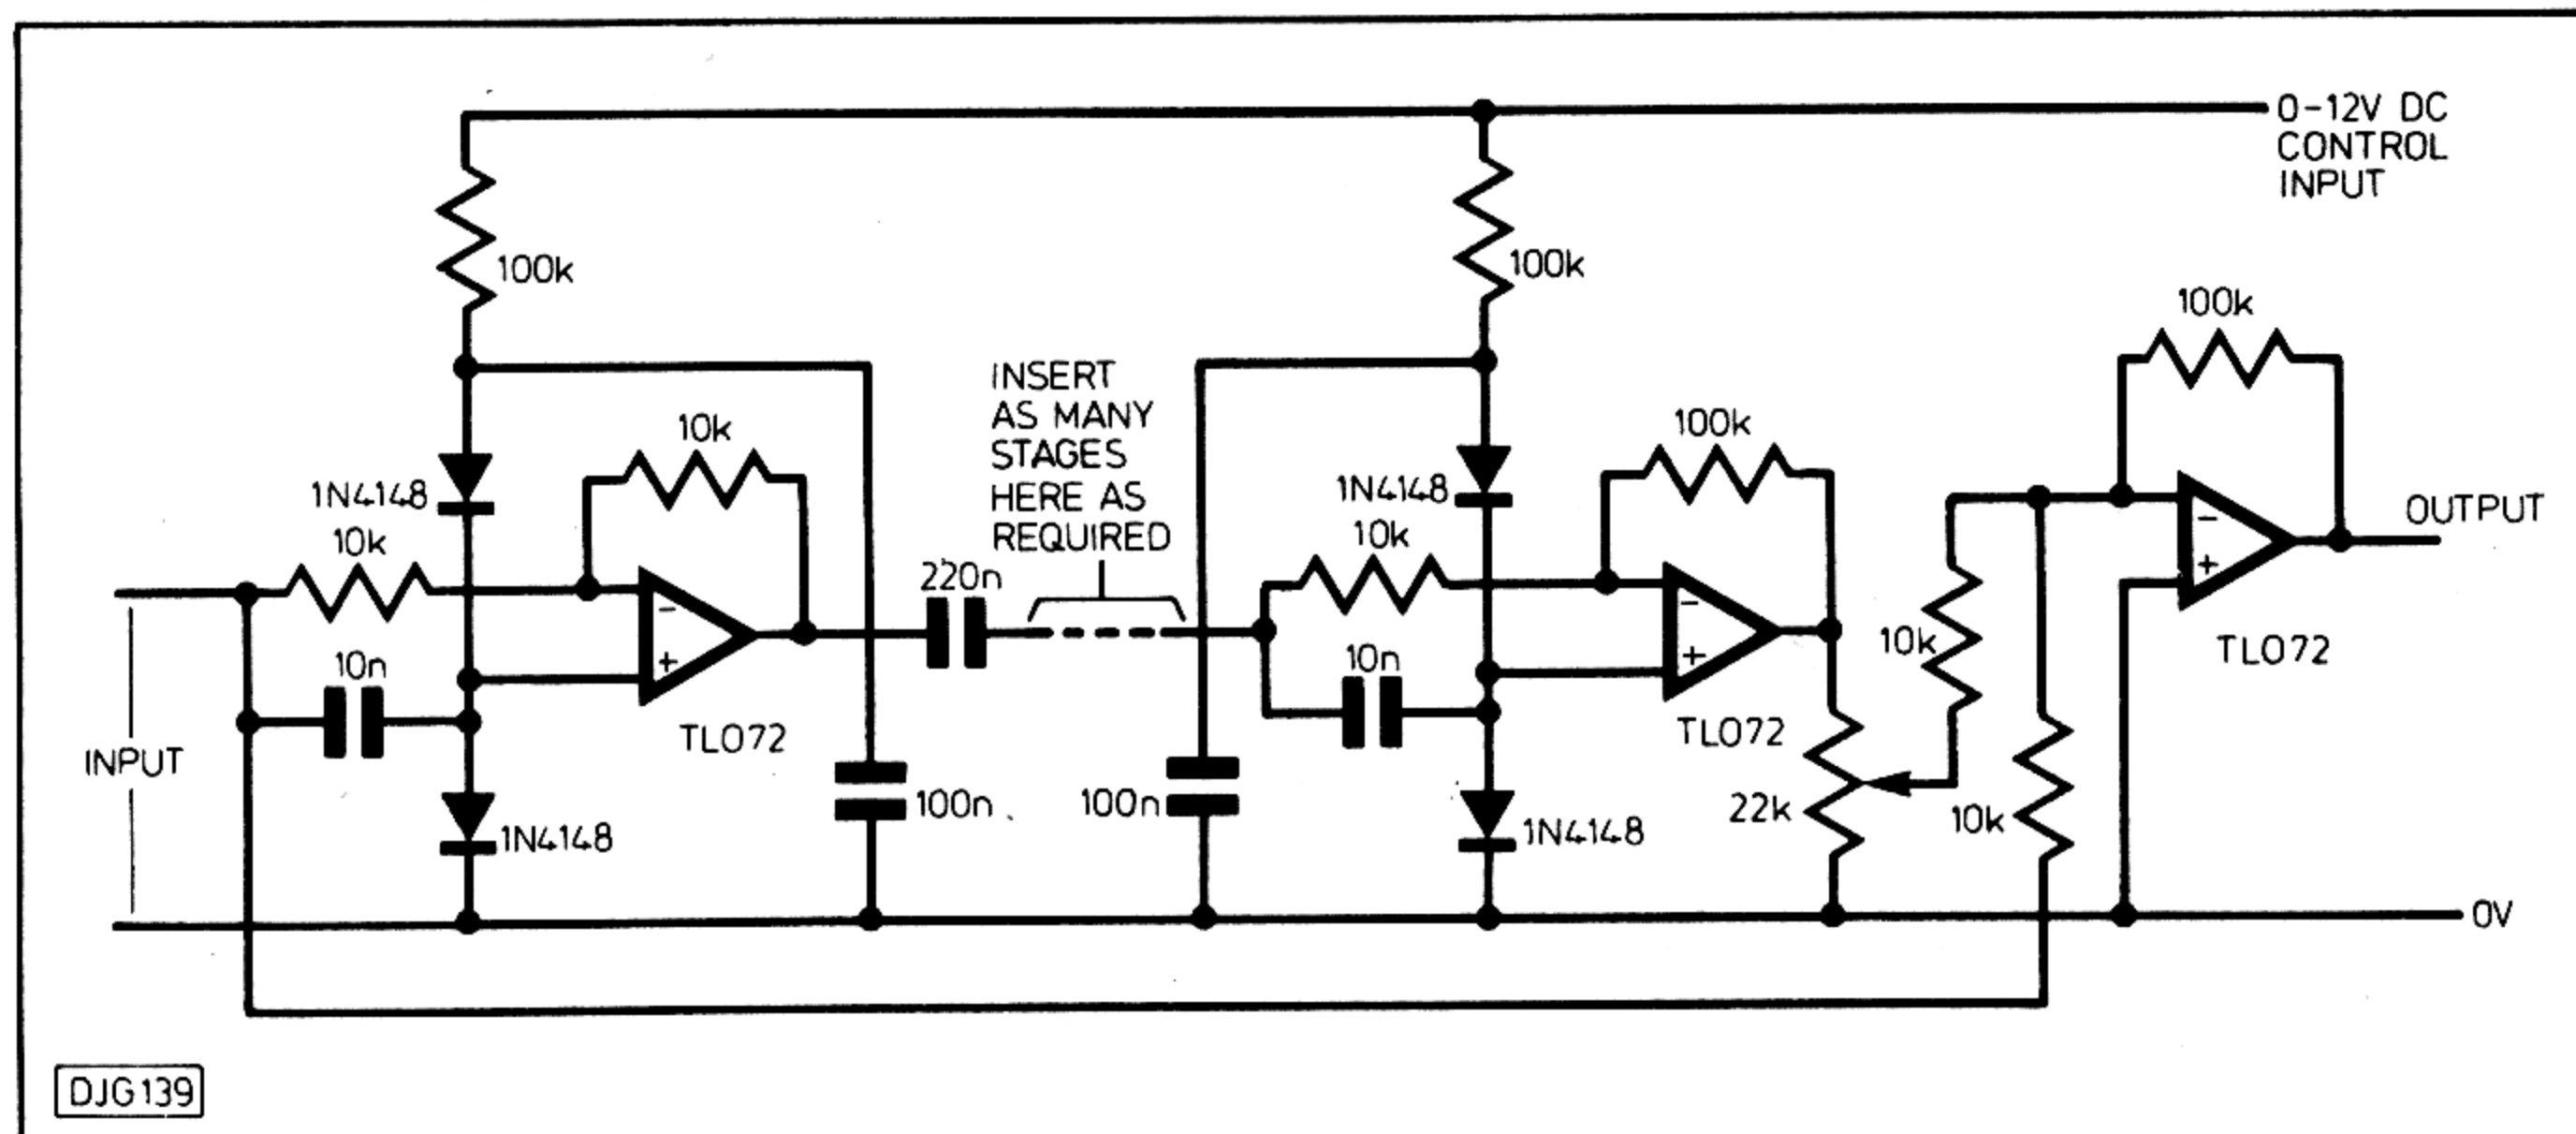 0-12V DC
CONTROL
INPUT
100k
100k
100k
INSERT
AS MANY
STAGES
HERE AS
REQUIRED
10k
100k
1N4148
1N4148
10k
10k
OUTPUT
220n
10n
10n
10k
TL072
TL072
TL072
INPUT
100n
100n
22k
10k
1N4148
1N4148
0V
DJG139
-
+
-
+
-
+